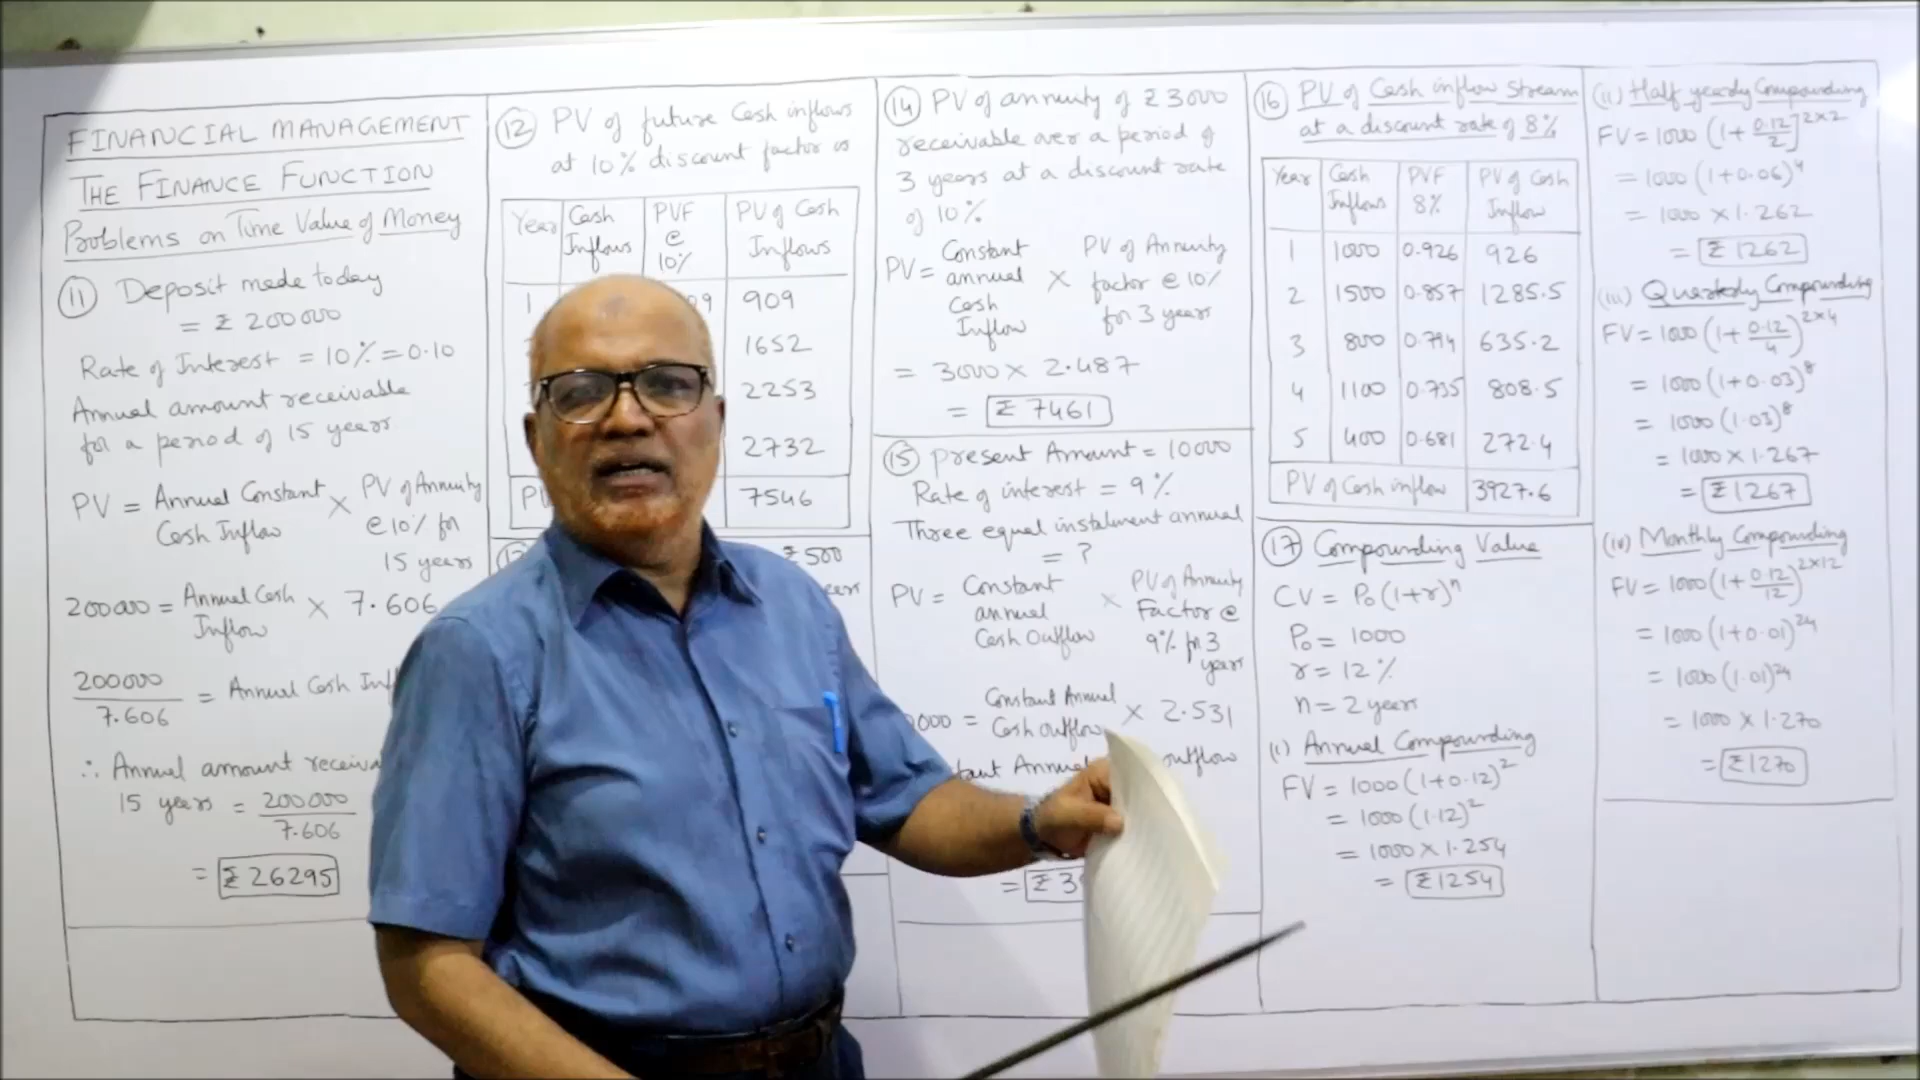 FINANCIAL MANAGEMENT
THE FINANCE FUNCTION
Problems on Time Value of Money
(11) Deposit made today
= ₹ 200000
Rate of Interest = 10% = 0.10
Annual amount receivable
for a period of 15 years
PV = Annual Constant Cash Inflow × PV of Annuity @ 10% for 15 years
200000 = Annual Cash Inflow × 7.606
200000 / 7.606 = Annual Cash
∴ Annual amount
15 years = 200000 / 7.606
= ₹ 26295
(12) PV of future Cash inflows
at 10% discount factor is
Year | Cash Inflows | PVF @ 10% | PV of Cash Inflows
1 909
1652
2253
2732
7546
₹ 500
(14) PV of annuity of ₹ 3000
receivable over a period of
3 years at a discount rate
of 10%
PV = Constant annual Cash Inflow × PV of Annuity factor @ 10% for 3 years
= 3000 × 2.487
= ₹ 7461
(15) Present Amount = 10000
Rate of interest = 9%
Three equal instalment annual
= ?
PV = Constant annual Cash Outflow × PV of Annuity Factor @ 9% for 3 years
= Constant Annual Cash outflow × 2.531
Annual outflow
= ₹
(16) PV of Cash inflow stream
at a discount rate of 8%
Year | Cash Inflows | PVF 8% | PV of Cash Inflow
1 1000 0.926 926
2 1500 0.857 1285.5
3 800 0.794 635.2
4 1100 0.735 808.5
5 400 0.681 272.4
PV of Cash inflow 3927.6
(17) Compounding Value
CV = P₀(1+r)ⁿ
P₀ = 1000
r = 12%
n = 2 years
(i) Annual Compounding
FV = 1000 (1+0.12)²
= 1000 (1.12)²
= 1000 × 1.254
= ₹1254
(ii) Half yearly Compounding
FV = 1000 (1 + 0.12/2]^2×2
= 1000 (1+0.06)⁴
= 1000 × 1.262
= ₹ 1262
(iii) Quarterly Compounding
FV = 1000 (1 + 0.12/4)^2×4
= 1000 (1+0.03)⁸
= 1000 (1.03)⁸
= 1000 × 1.267
= ₹1267
(iv) Monthly Compounding
FV = 1000 (1 + 0.12/12)^2×12
= 1000 (1+0.01)²⁴
= 1000 (1.01)²⁴
= 1000 × 1.270
= ₹1270